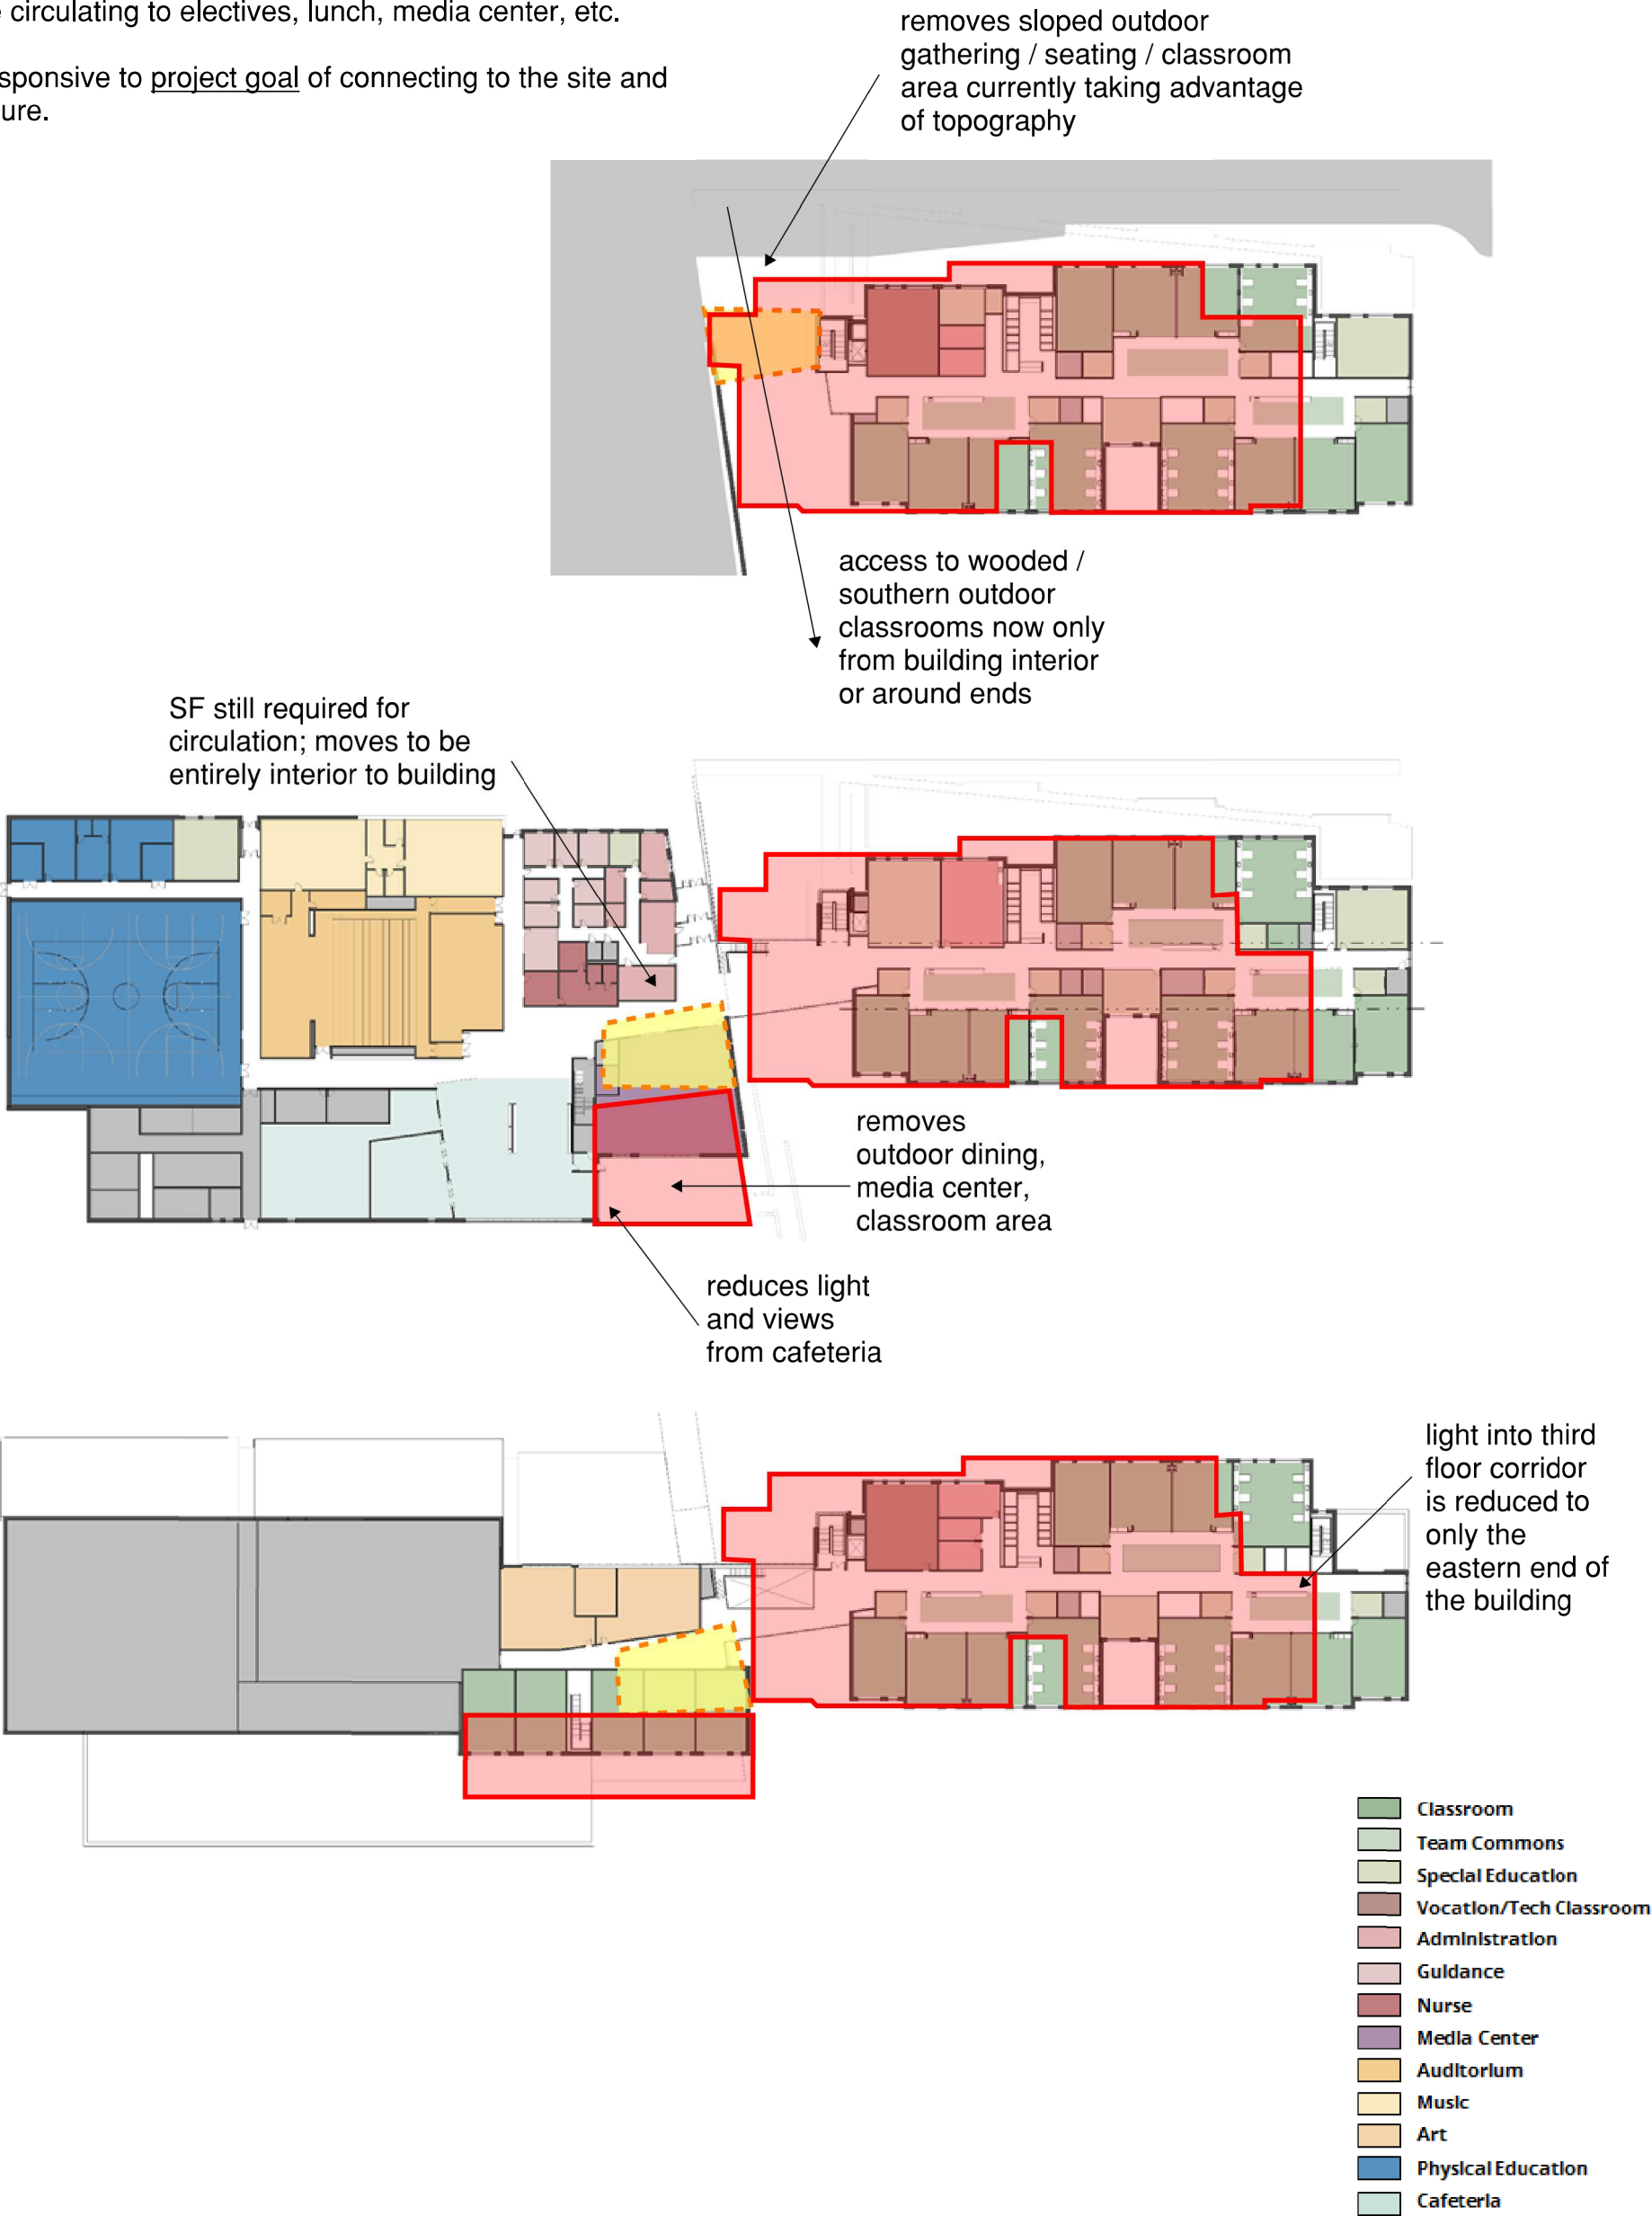 circulating to electives, lunch, media center, etc.
sponsive to project goal of connecting to the site and
ure.
removes sloped outdoor
gathering / seating / classroom
area currently taking advantage
of topography
access to wooded /
southern outdoor
classrooms now only
from building interior
or around ends
SF still required for
circulation; moves to be
entirely interior to building
removes
outdoor dining,
media center,
classroom area
reduces light
and views
from cafeteria
light into third
floor corridor
is reduced to
only the
eastern end of
the building
Classroom
Team Commons
Special Education
Vocation/Tech Classroom
Administration
Guidance
Nurse
Media Center
Auditorium
Music
Art
Physical Education
Cafeteria